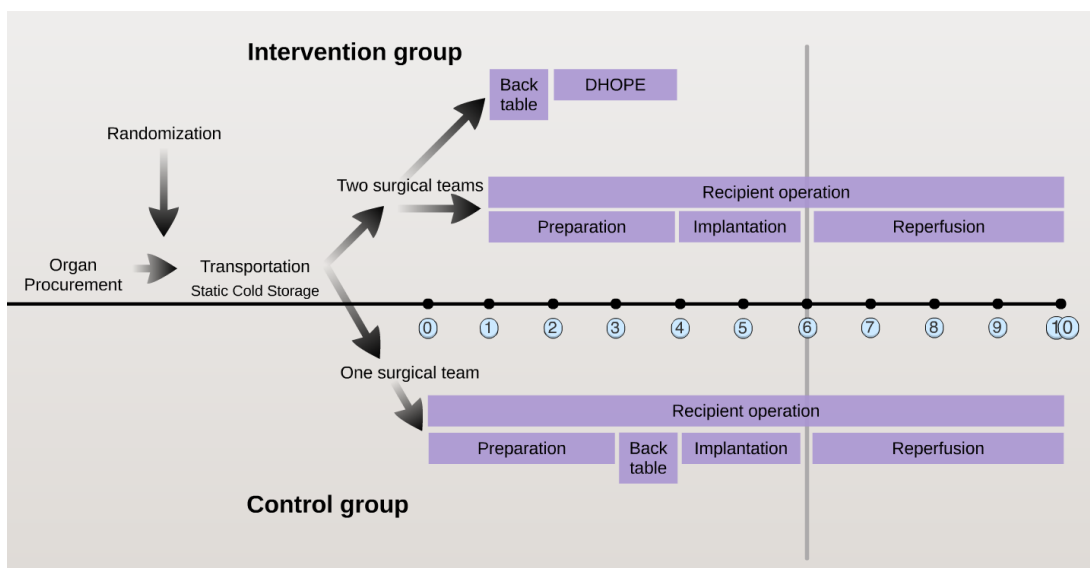 Intervention group
Back
table
DHOPE
Randomization
Two surgical teams
Recipient operation
Preparation
Implantation
Reperfusion
Organ
Procurement
Transportation
Static Cold Storage
0 1 2 3 4 5 6 7 8 9 10
One surgical team
Recipient operation
Preparation
Back
table
Implantation
Reperfusion
Control group